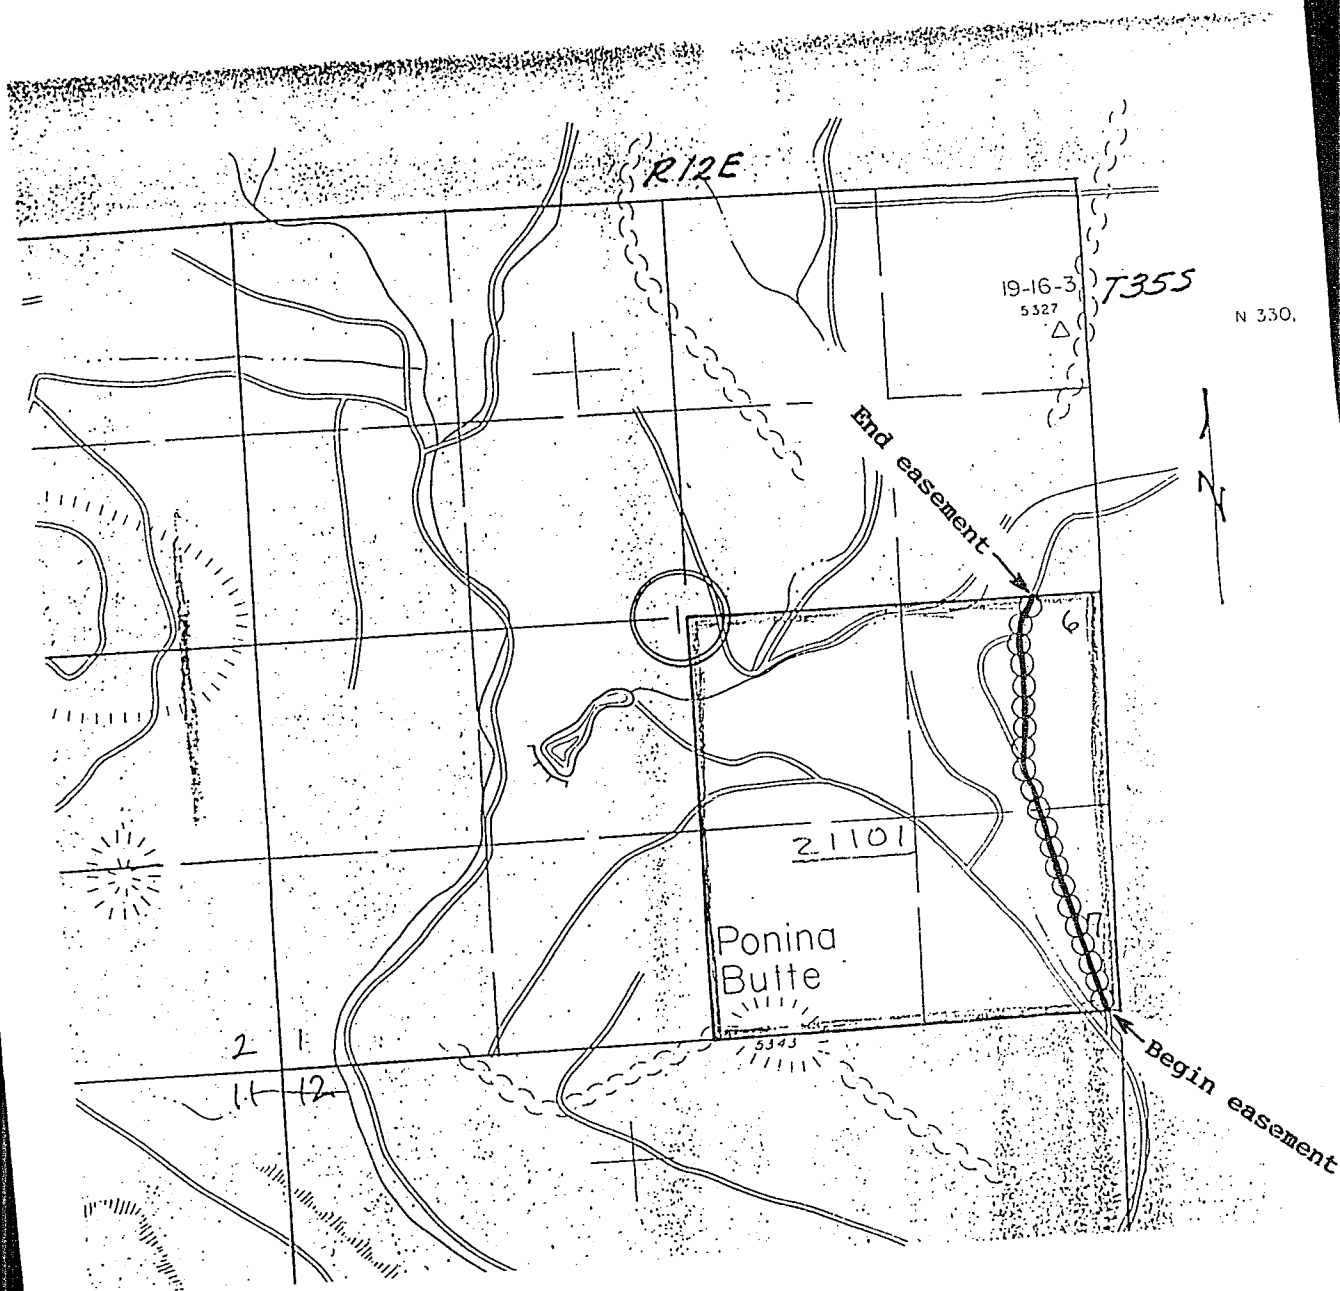 R12E
19-16-3
5327
T35S
N 330,
End easement
N
6
21101
7
Ponina
Butte
5343
2 1
11 12
Begin easement